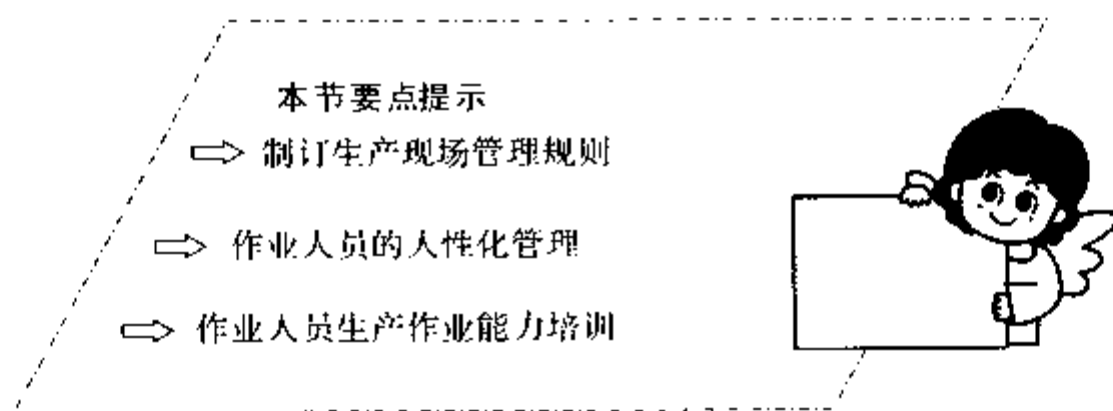 本节要点提示
⇨ 制订生产现场管理规则
⇨ 作业人员的人性化管理
⇨ 作业人员生产作业能力培训